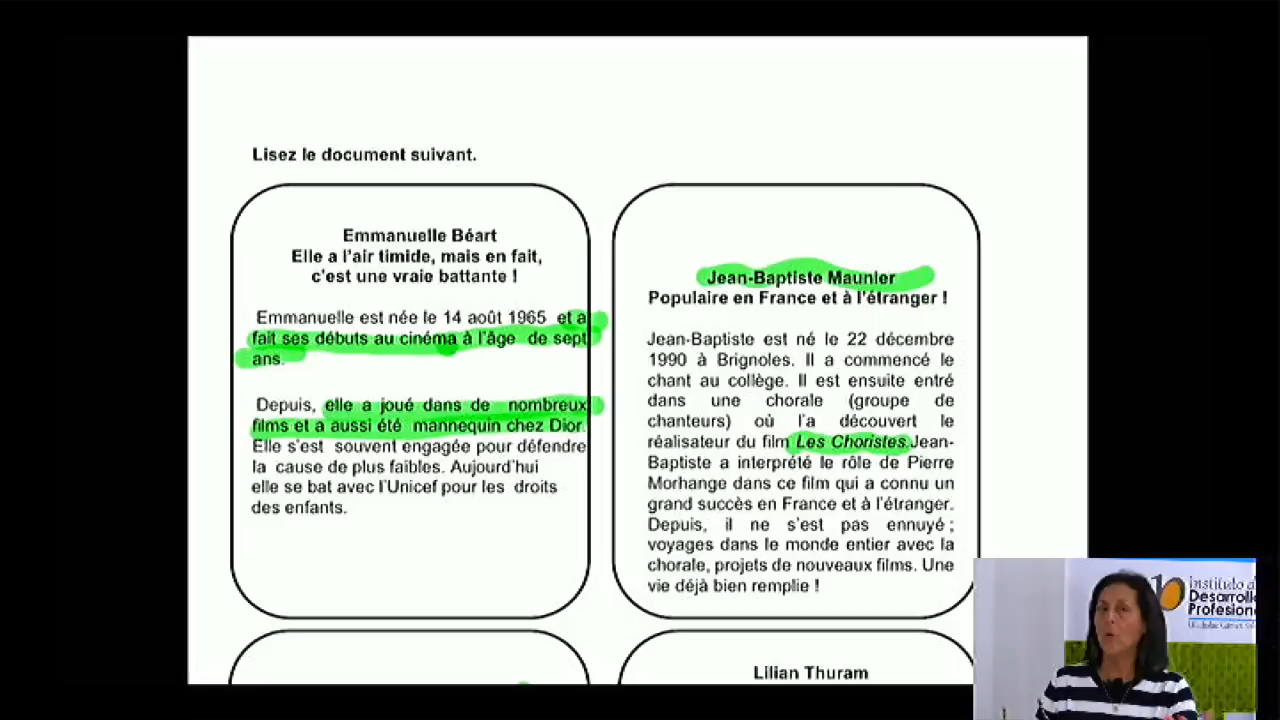 Lisez le document suivant.
Emmanuelle Béart
Elle a l'air timide, mais en fait,
c'est une vraie battante !
Emmanuelle est née le 14 août 1965 et a
fait ses débuts au cinéma à l'âge de sept
ans.
Depuis, elle a joué dans de nombreux
films et a aussi été mannequin chez Dior.
Elle s'est souvent engagée pour défendre
la cause de plus faibles. Aujourd'hui
elle se bat avec l'Unicef pour les droits
des enfants.
Jean-Baptiste Maunier
Populaire en France et à l'étranger !
Jean-Baptiste est né le 22 décembre
1990 à Brignoles. Il a commencé le
chant au collège. Il est ensuite entré
dans une chorale (groupe de
chanteurs) où l'a découvert le
réalisateur du film Les Choristes.Jean-
Baptiste a interprété le rôle de Pierre
Morhange dans ce film qui a connu un
grand succès en France et à l'étranger.
Depuis, il ne s'est pas ennuyé ;
voyages dans le monde entier avec la
chorale, projets de nouveaux films. Une
vie déjà bien remplie !
Lilian Thuram
instituto d
Desarroll
Profesion